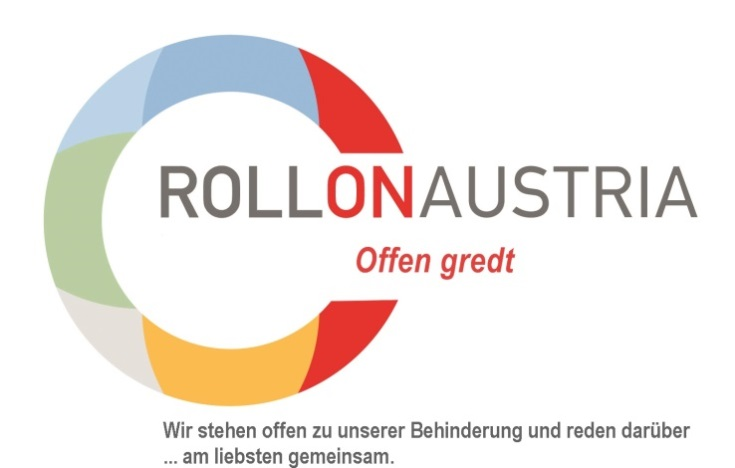 ROLLONAUSTRIA
Offen gredt
Wir stehen offen zu unserer Behinderung und reden darüber
... am liebsten gemeinsam.